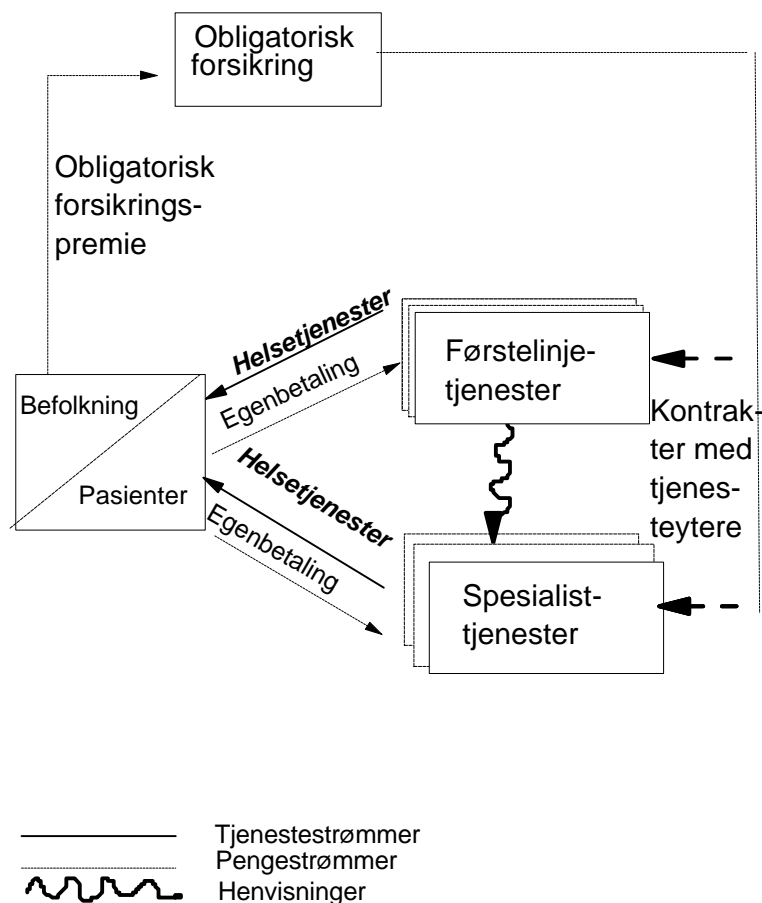 Obligatorisk
forsikring
Obligatorisk
forsikrings-
premie
Helsetjenester
Egenbetaling
Førstelinje-
tjenester
Befolkning
Pasienter
Kontrak-
ter med
tjenes-
teytere
Helsetjenester
Egenbetaling
Spesialist-
tjenester
Tjenestestrømmer
Pengestrømmer
Henvisninger